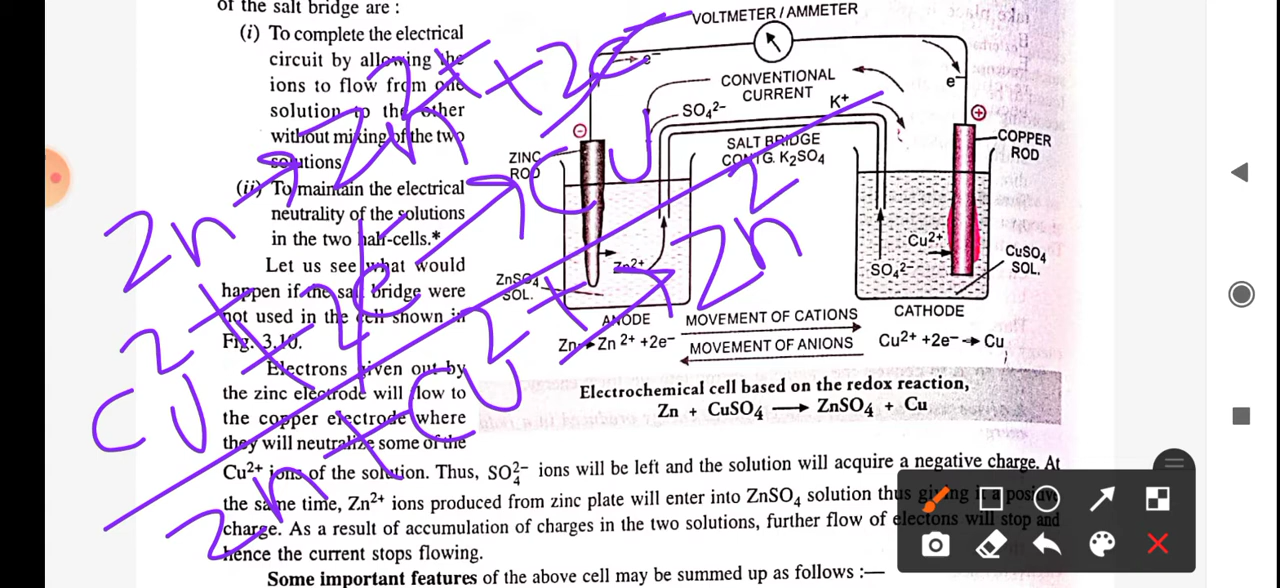 of the salt bridge are :
(i) To complete the electrical
circuit by allowing the
ions to flow from one
solution to the other
without mixing of the two
solutions.
(ii) To maintain the electrical
neutrality of the solutions
in the two half-cells.*
Let us see what would
happen if the salt bridge were
not used in the cell shown in
Fig. 3.10.
Electrons given out by
the zinc electrode will flow to
the copper electrode where
they will neutralize some of the
Cu2+ ions of the solution. Thus, SO₄²⁻ ions will be left and the solution will acquire a negative charge. At
the same time, Zn2+ ions produced from zinc plate will enter into ZnSO4 solution thus giving it a positive
charge. As a result of accumulation of charges in the two solutions, further flow of electons will stop and
hence the current stops flowing.
Some important features of the above cell may be summed up as follows :—
VOLTMETER / AMMETER
e−
CONVENTIONAL
CURRENT
e−
SO4 2−
K+
SALT BRIDGE
CONTG. K2SO4
ZINC
ROD
COPPER
ROD
Zn2+
Cu2+
ZnSO4
SOL.
SO4 2−
CuSO4
SOL.
ANODE
MOVEMENT OF CATIONS
CATHODE
Zn → Zn 2+ +2e−
MOVEMENT OF ANIONS
Cu2+ +2e− → Cu
Electrochemical cell based on the redox reaction,
Zn + CuSO4 ⟶ ZnSO4 + Cu
Zn → Zn2+ + 2e−
Cu2+ + 2e → Cu
Zn + Cu2+ → Zn2